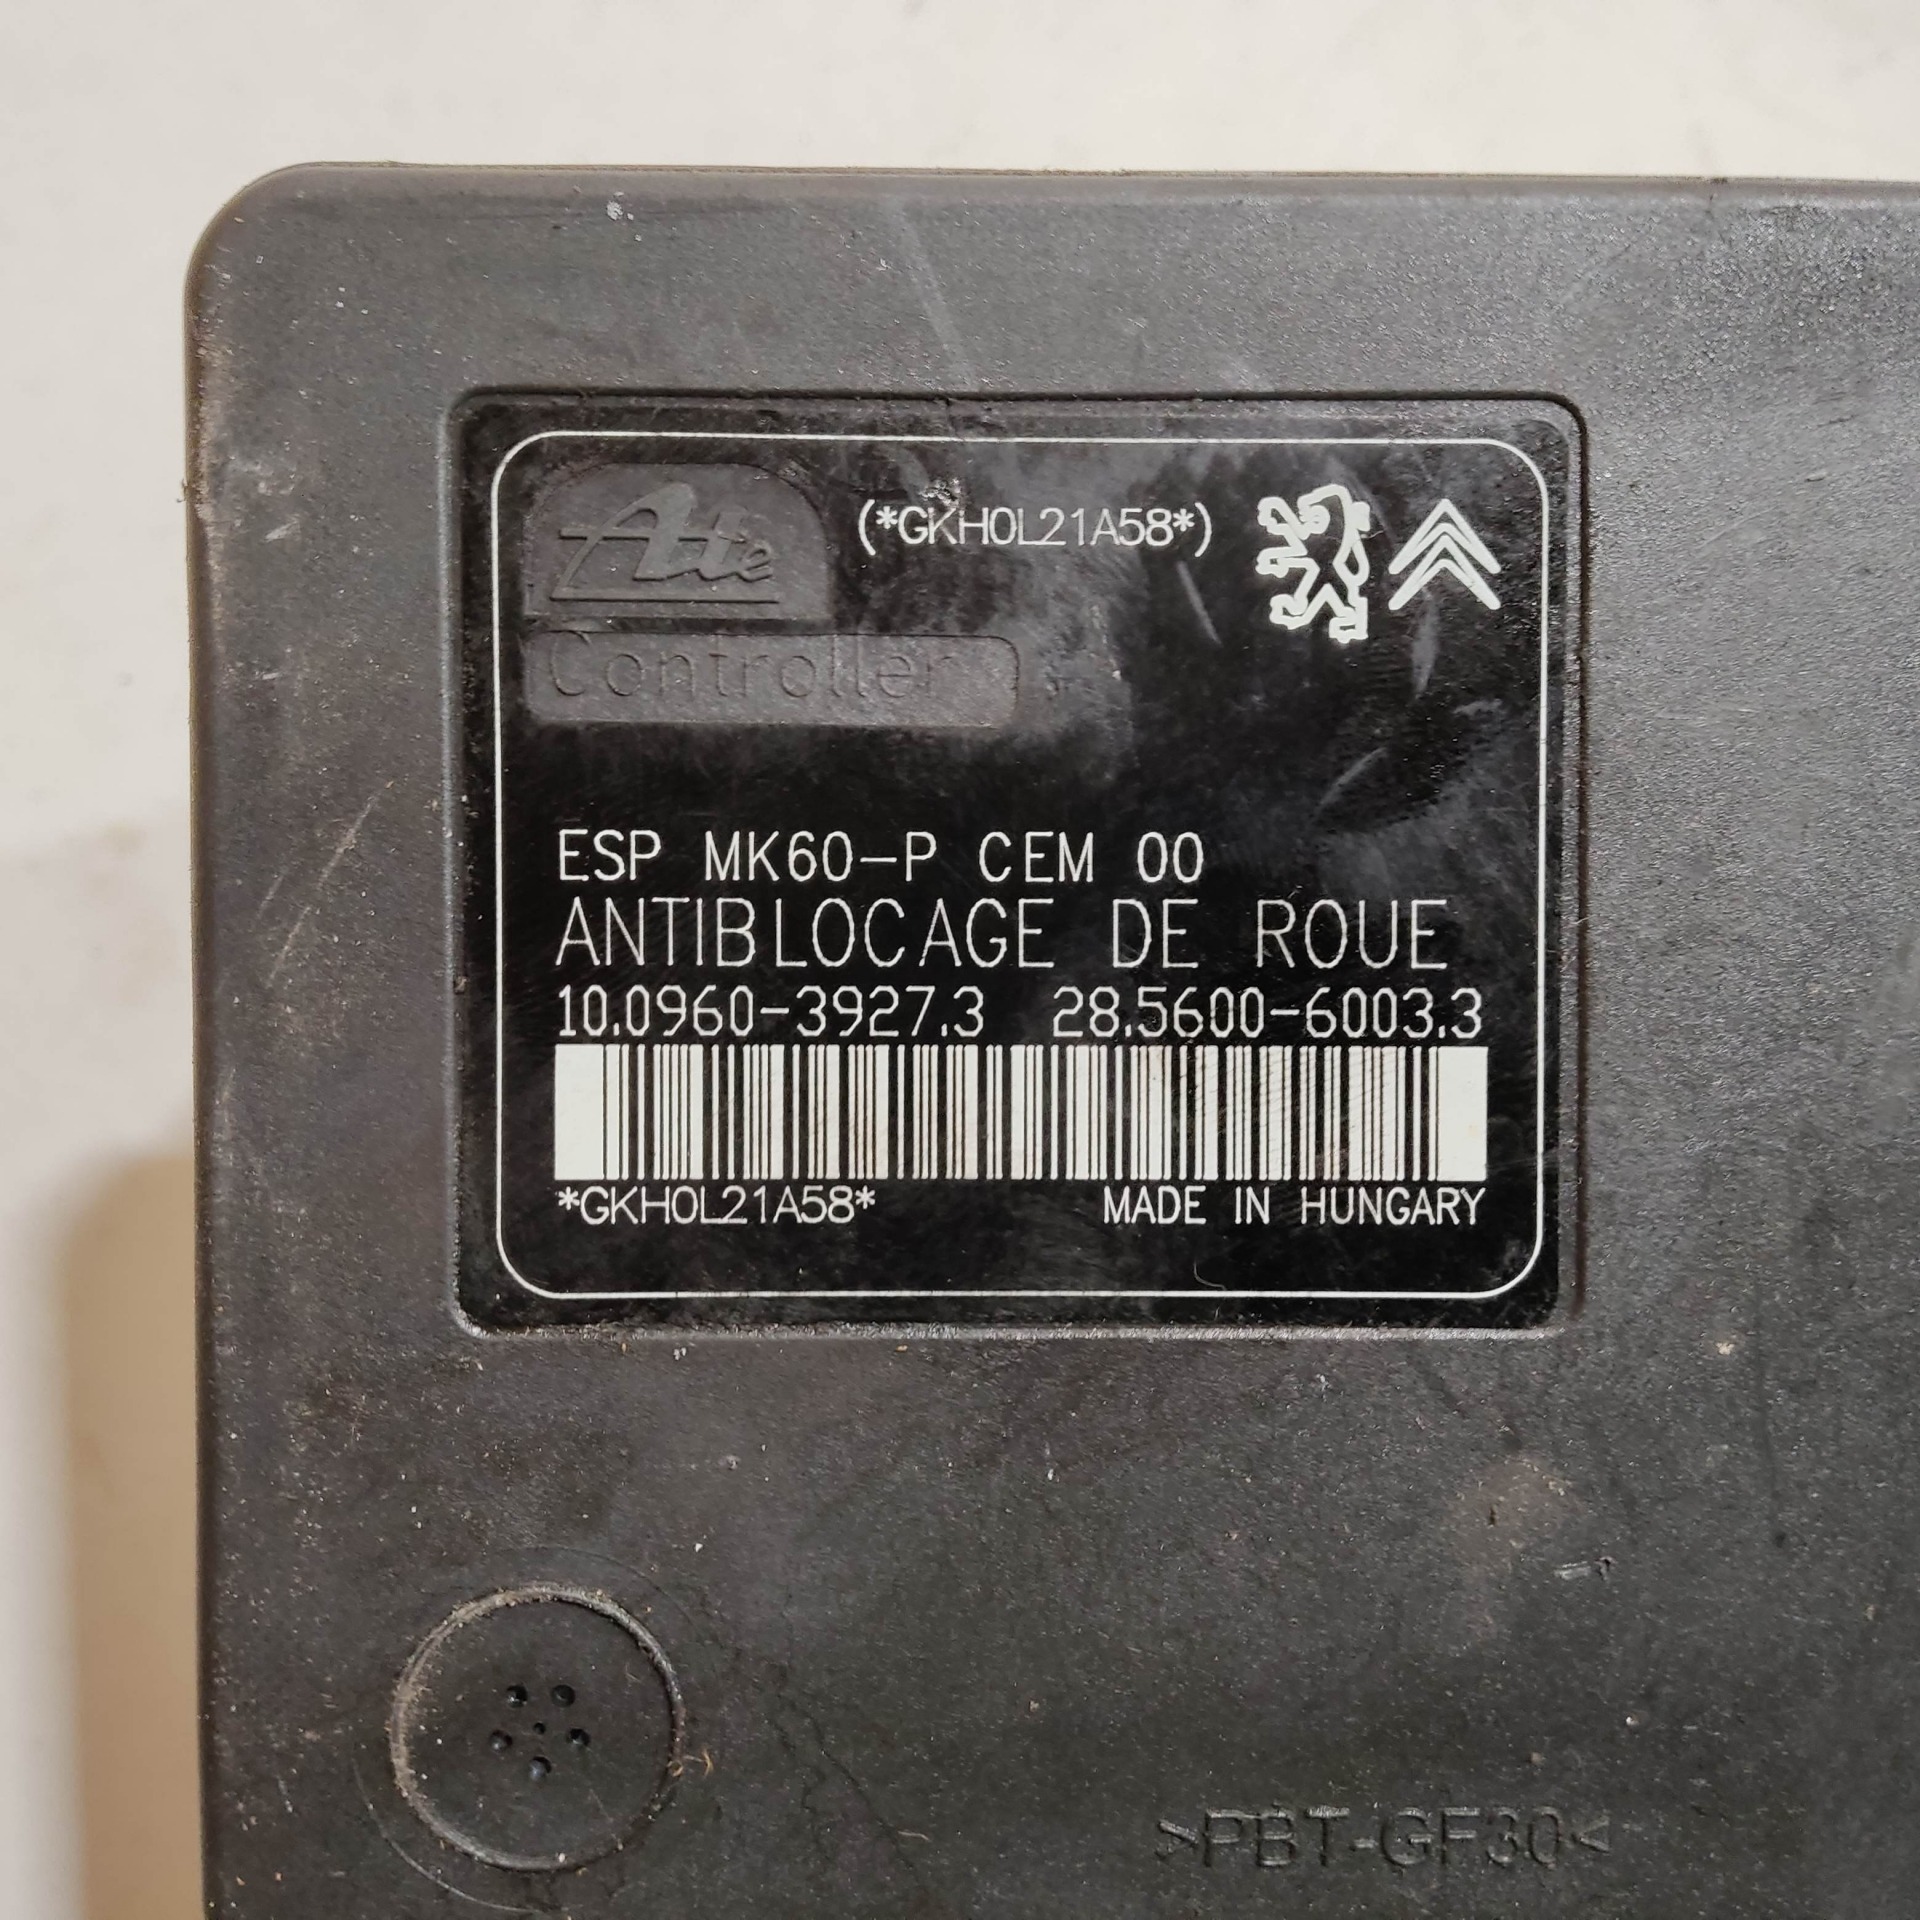 Ate
(*GKH0L21A58*)
Controller
ESP MK60-P CEM 00
ANTIBLOCAGE DE ROUE
10.0960-3927.3 28.5600-6003.3
*GKH0L21A58* MADE IN HUNGARY
>PBT-GF30<